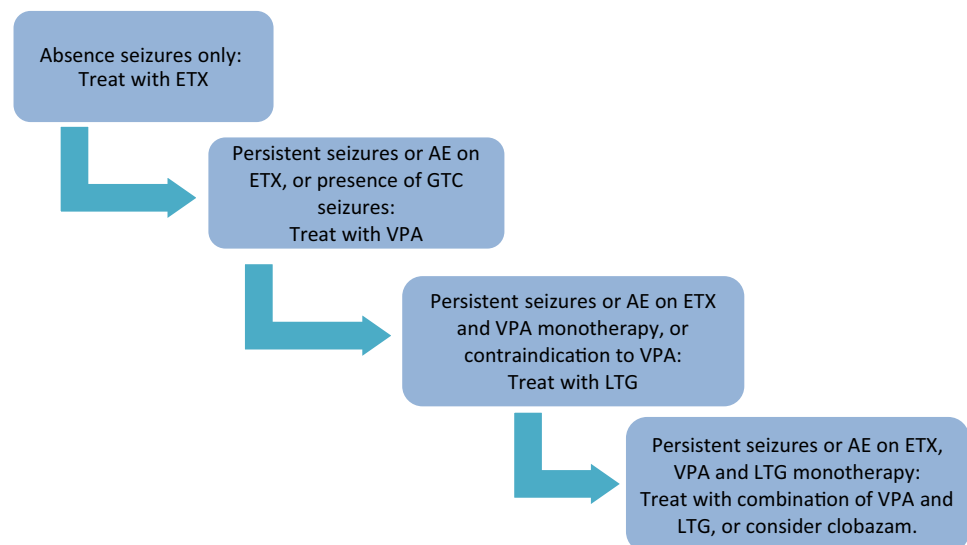 Absence seizures only:
Treat with ETX
Persistent seizures or AE on
ETX, or presence of GTC
seizures:
Treat with VPA
Persistent seizures or AE on ETX
and VPA monotherapy, or
contraindication to VPA:
Treat with LTG
Persistent seizures or AE on ETX,
VPA and LTG monotherapy:
Treat with combination of VPA and
LTG, or consider clobazam.